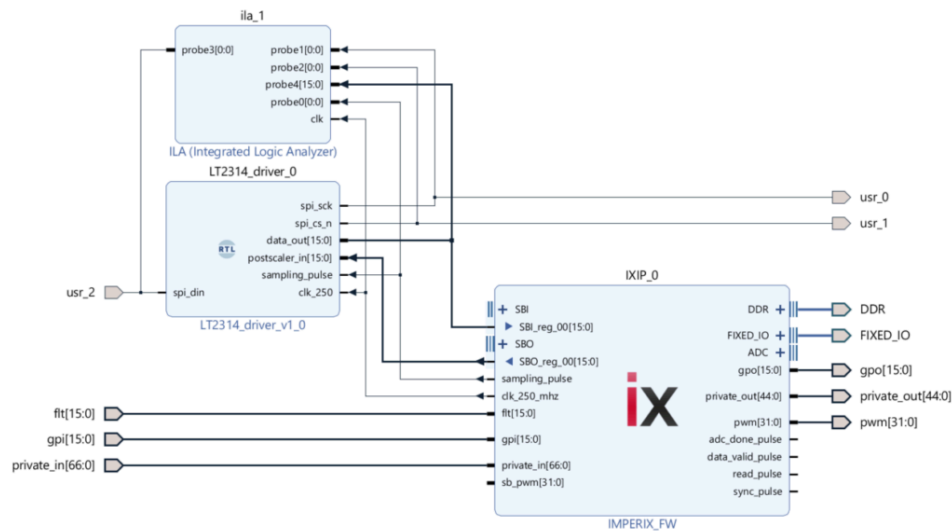 ila_1
probe3[0:0]
probe1[0:0]
probe2[0:0]
probe4[15:0]
probe0[0:0]
clk
ILA (Integrated Logic Analyzer)
LT2314_driver_0
spi_sck
spi_cs_n
data_out[15:0]
postscaler_in[15:0]
sampling_pulse
spi_din
clk_250
RTL
LT2314_driver_v1_0
usr_2
usr_0
usr_1
IXIP_0
SBI
SBI_reg_00[15:0]
SBO
SBO_reg_00[15:0]
sampling_pulse
clk_250_mhz
flt[15:0]
gpi[15:0]
private_in[66:0]
sb_pwm[31:0]
ix
DDR
FIXED_IO
ADC
gpo[15:0]
private_out[44:0]
pwm[31:0]
adc_done_pulse
data_valid_pulse
read_pulse
sync_pulse
IMPERIX_FW
flt[15:0]
gpi[15:0]
private_in[66:0]
DDR
FIXED_IO
gpo[15:0]
private_out[44:0]
pwm[31:0]